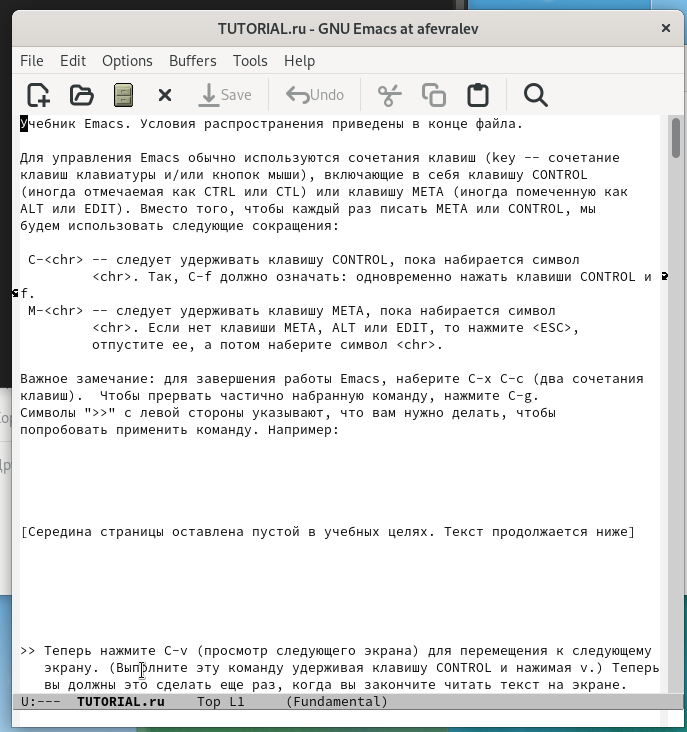 TUTORIAL.ru - GNU Emacs at afevralev
File Edit Options Buffers Tools Help
Save Undo
Учебник Emacs. Условия распространения приведены в конце файла.
Для управления Emacs обычно используются сочетания клавиш (key -- сочетание
клавиш клавиатуры и/или кнопок мыши), включающие в себя клавишу CONTROL
(иногда отмечаемая как CTRL или CTL) или клавишу META (иногда помеченную как
ALT или EDIT). Вместо того, чтобы каждый раз писать META или CONTROL, мы
будем использовать следующие сокращения:
C-<chr> -- следует удерживать клавишу CONTROL, пока набирается символ
<chr>. Так, C-f должно означать: одновременно нажать клавиши CONTROL и
f.
M-<chr> -- следует удерживать клавишу META, пока набирается символ
<chr>. Если нет клавиши META, ALT или EDIT, то нажмите <ESC>,
отпустите ее, а потом наберите символ <chr>.
Важное замечание: для завершения работы Emacs, наберите C-x C-c (два сочетания
клавиш).  Чтобы прервать частично набранную команду, нажмите C-g.
Символы ">>" с левой стороны указывают, что вам нужно делать, чтобы
попробовать применить команду. Например:
[Середина страницы оставлена пустой в учебных целях. Текст продолжается ниже]
>> Теперь нажмите C-v (просмотр следующего экрана) для перемещения к следующему
экрану. (Выполните эту команду удерживая клавишу CONTROL и нажимая v.) Теперь
вы должны это сделать еще раз, когда вы закончите читать текст на экране.
U:--- TUTORIAL.ru Top L1 (Fundamental)